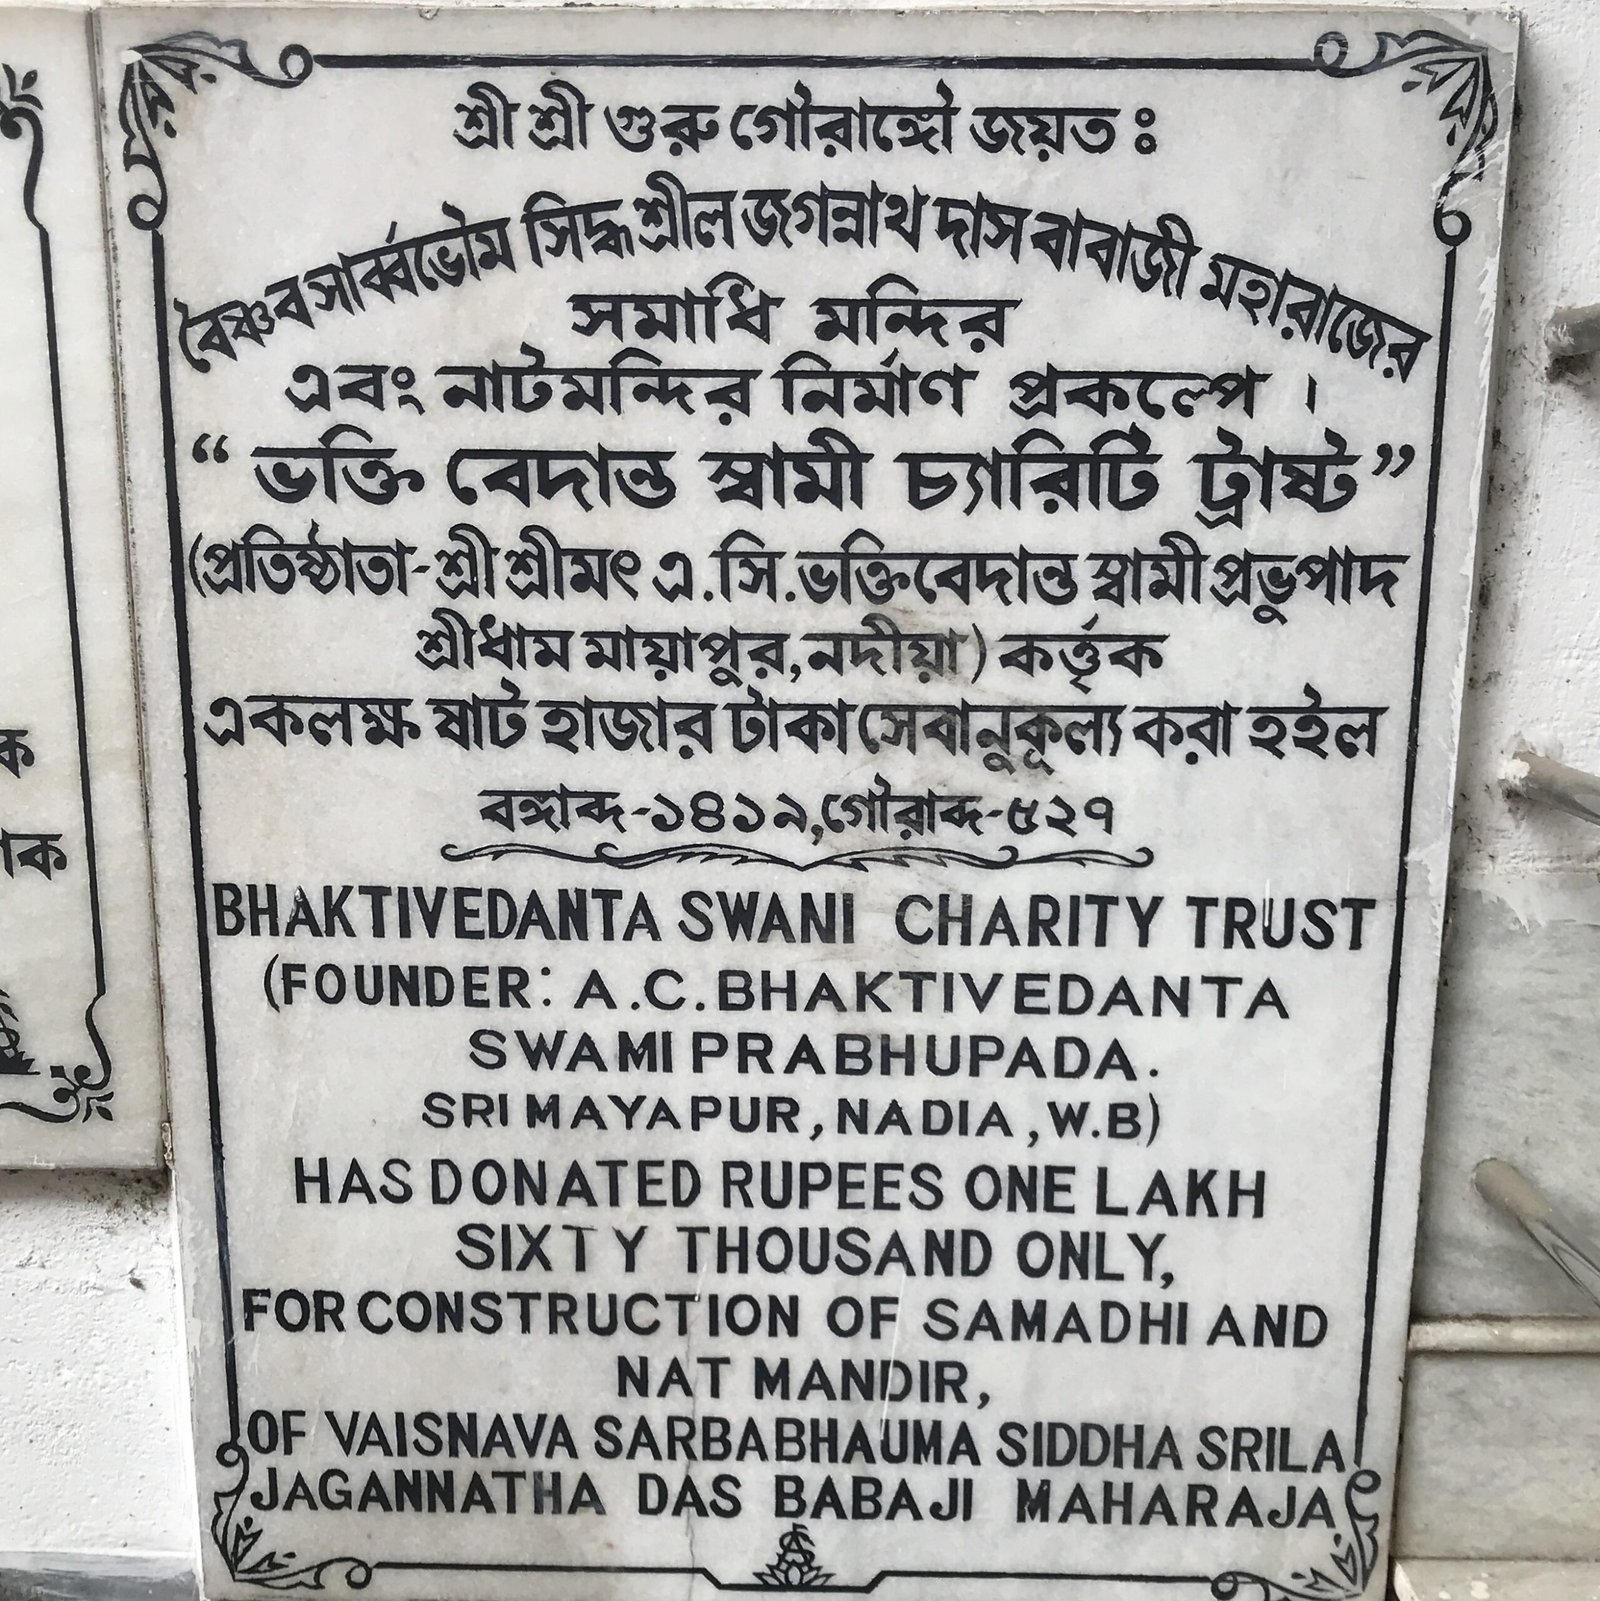 শ্রী শ্রী গুরু গৌরাঙ্গৌ জয়ত ঃ
বৈষ্ণব সার্ব্বভৌম সিদ্ধ শ্রীল জগন্নাথ দাস বাবাজী মহারাজের
সমাধি মন্দির
এবং নাটমন্দির নির্মাণ প্রকল্পে ।
“ ভক্তি বেদান্ত স্বামী চ্যারিটি ট্রাষ্ট ”
(প্রতিষ্ঠাতা-শ্রী শ্রীমৎ এ.সি.ভক্তিবেদান্ত স্বামী প্রভুপাদ
শ্রীধাম মায়াপুর,নদীয়া) কর্ত্তৃক
একলক্ষ ষাট হাজার টাকা সেবানুকূল্য করা হইল
বঙ্গাব্দ-১৪১৯,গৌরাব্দ-৫২৭
BHAKTIVEDANTA SWANI CHARITY TRUST
(FOUNDER: A.C.BHAKTIVEDANTA
SWAMI PRABHUPADA.
SRI MAYAPUR, NADIA, W.B)
HAS DONATED RUPEES ONE LAKH
SIXTY THOUSAND ONLY,
FOR CONSTRUCTION OF SAMADHI AND
NAT MANDIR,
OF VAISNAVA SARBABHAUMA SIDDHA SRILA
JAGANNATHA DAS BABAJI MAHARAJA